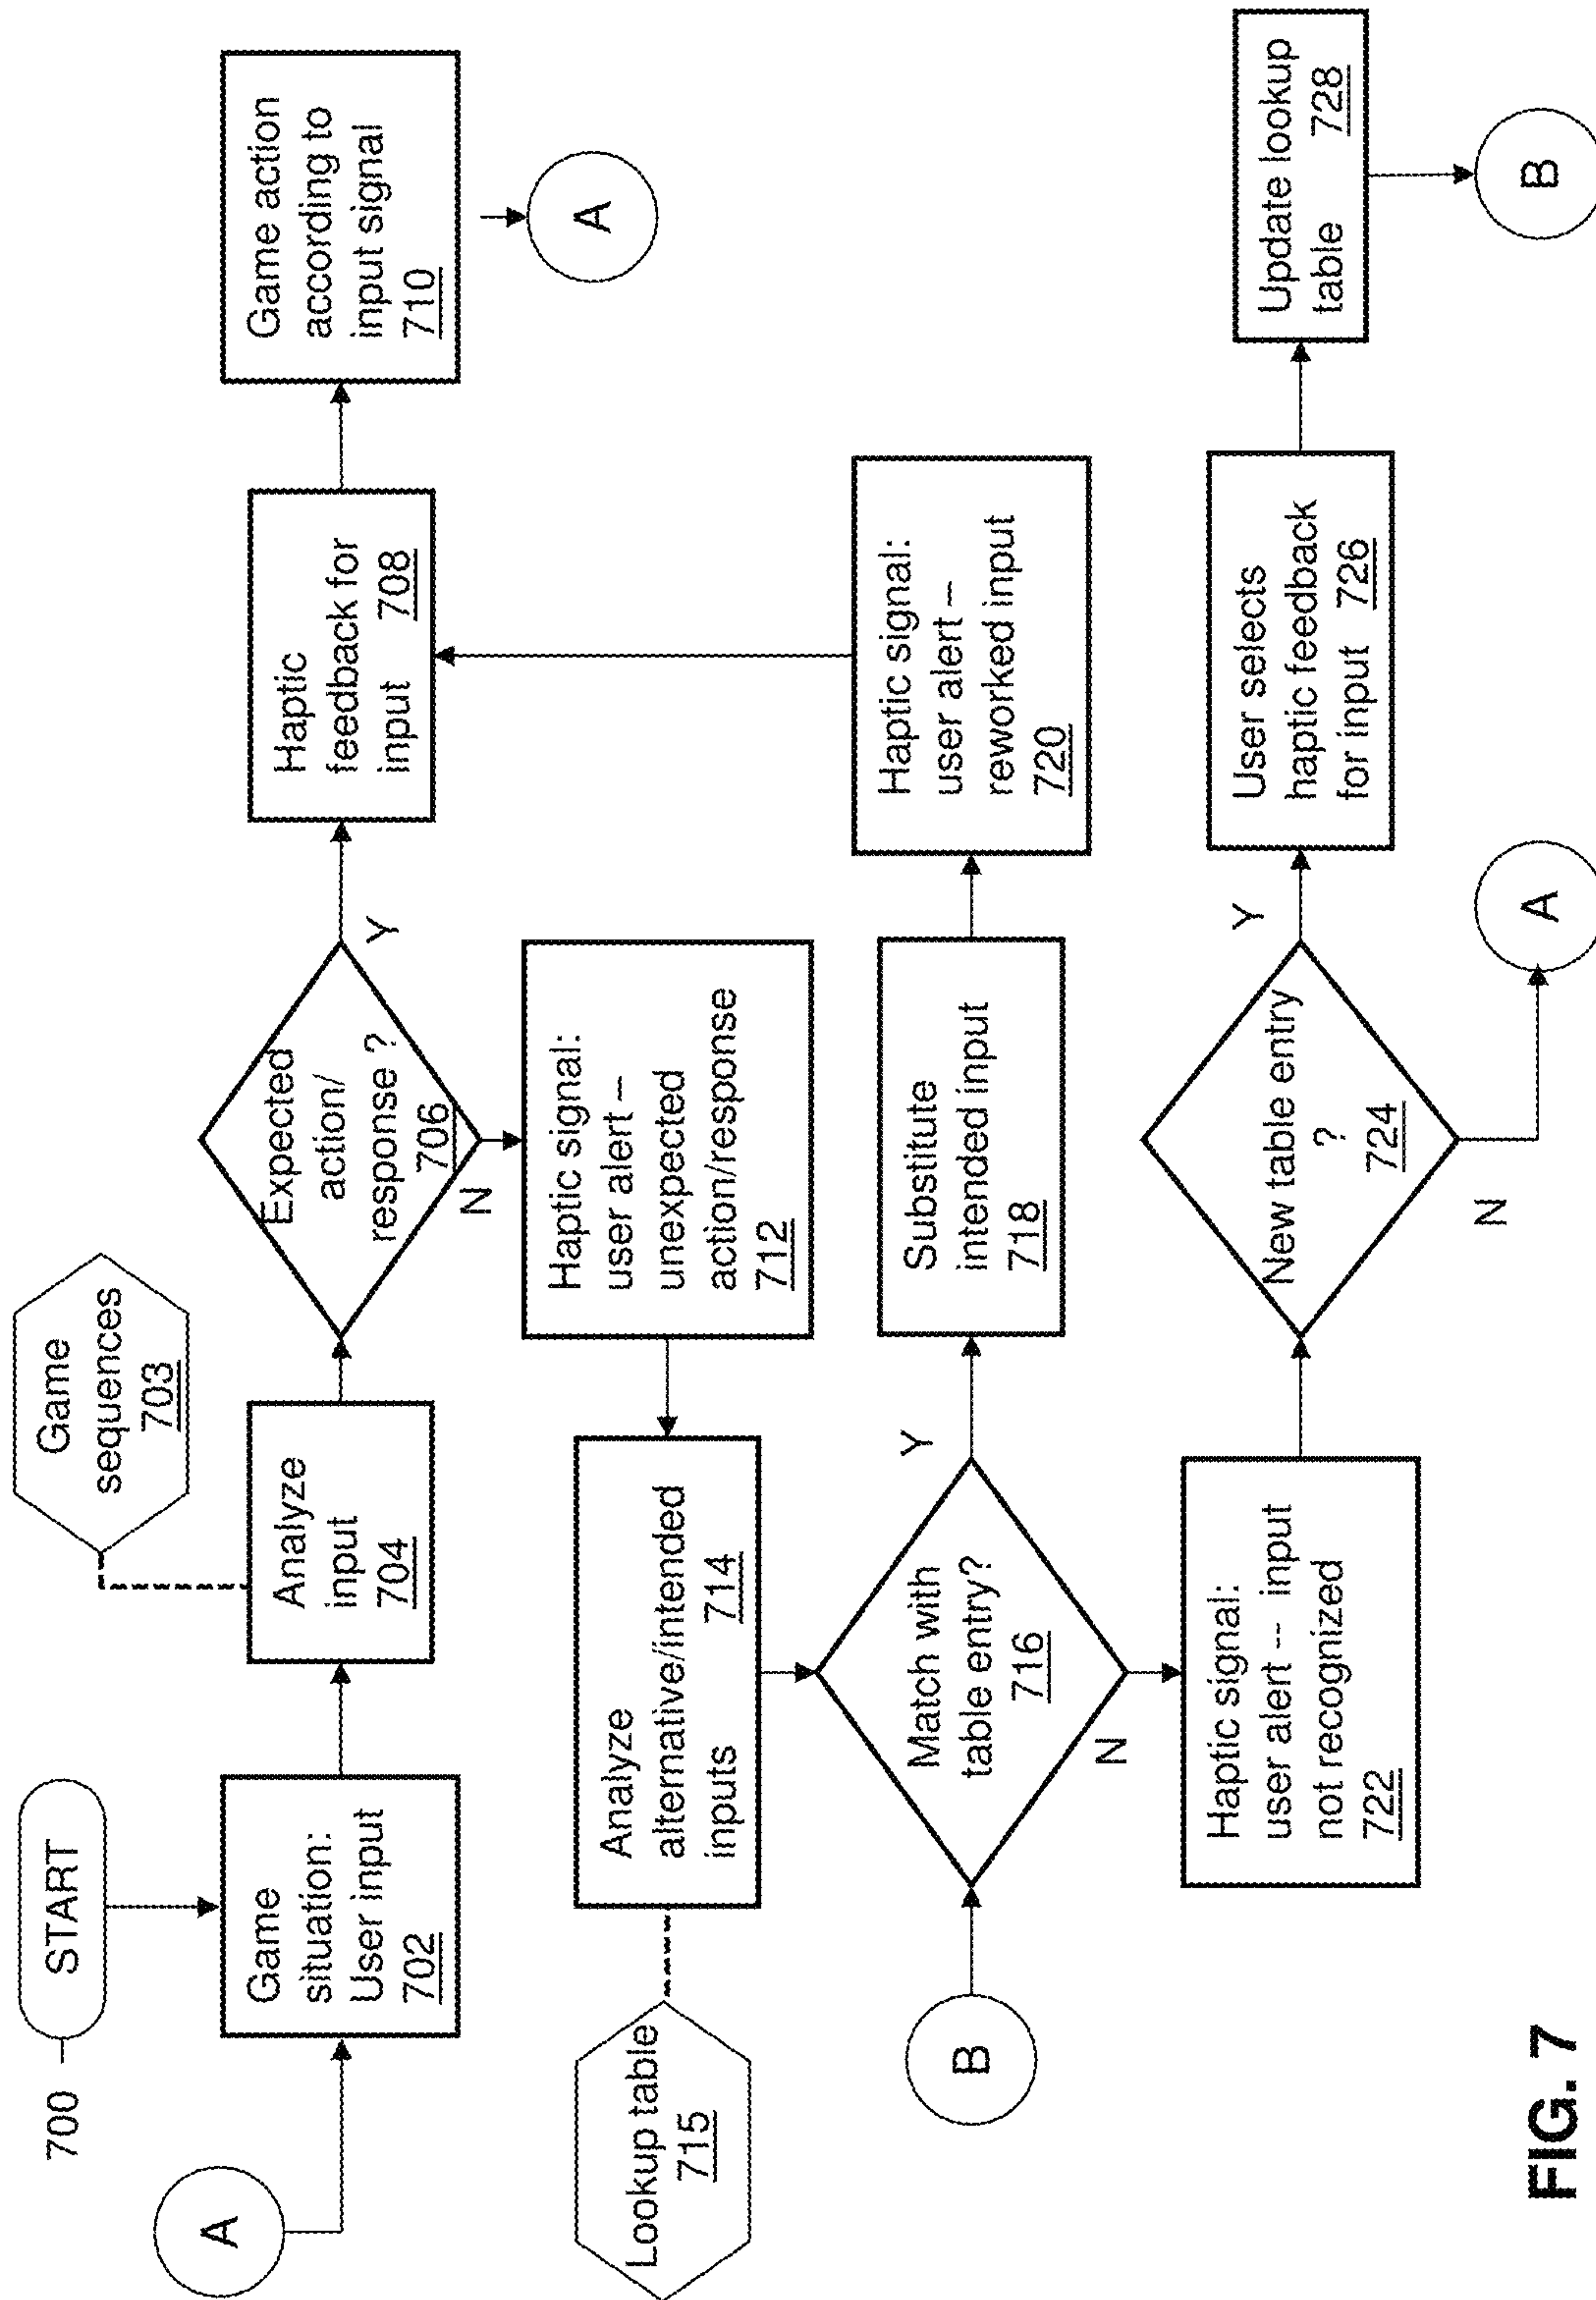 700
START
A
Game
situation:
User input
702
Game
sequences
703
Analyze
input
704
Expected
action/
response ?
706
Y
N
Haptic
feedback for
input 708
Game action
according to
input signal
710
A
Haptic signal:
user alert –
unexpected
action/response
712
Lookup table
715
Analyze
alternative/intended
inputs 714
B
Match with
table entry?
716
Y
N
Substitute
intended input
718
Haptic signal:
user alert –
reworked input
720
Haptic signal:
user alert -- input
not recognized
722
New table entry
?
724
Y
N
A
User selects
haptic feedback
for input 726
Update lookup
table 728
B
FIG. 7